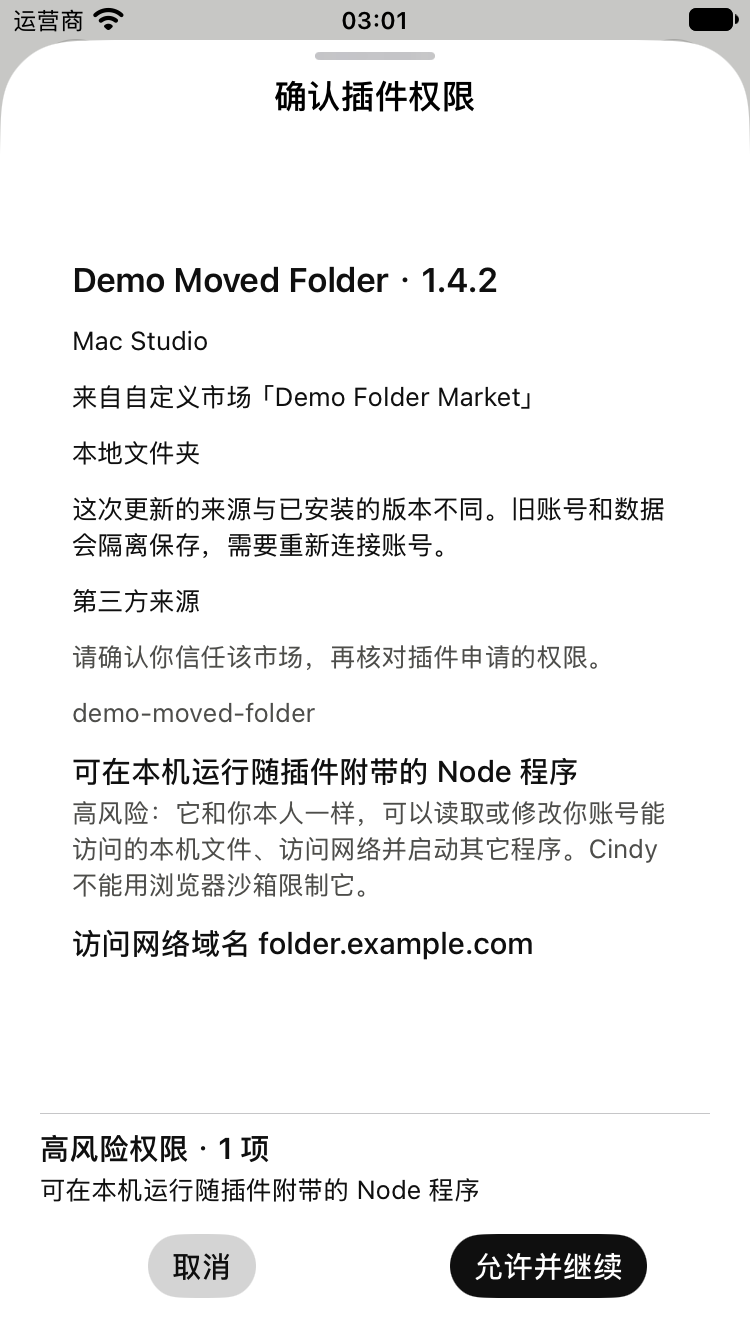 运营商
03:01
确认插件权限
Demo Moved Folder · 1.4.2
Mac Studio
来自自定义市场「Demo Folder Market」
本地文件夹
这次更新的来源与已安装的版本不同。旧账号和数据
会隔离保存，需要重新连接账号。
第三方来源
请确认你信任该市场，再核对插件申请的权限。
demo-moved-folder
可在本机运行随插件附带的 Node 程序
高风险：它和你本人一样，可以读取或修改你账号能
访问的本机文件、访问网络并启动其它程序。Cindy
不能用浏览器沙箱限制它。
访问网络域名 folder.example.com
高风险权限 · 1 项
可在本机运行随插件附带的 Node 程序
取消
允许并继续